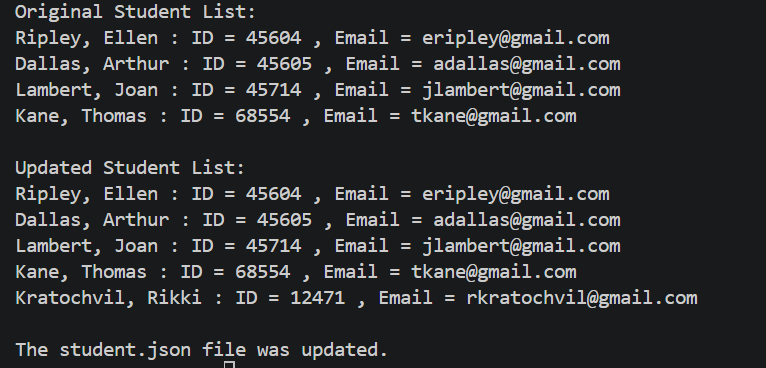 Original Student List:
Ripley, Ellen : ID = 45604 , Email = eripley@gmail.com
Dallas, Arthur : ID = 45605 , Email = adallas@gmail.com
Lambert, Joan : ID = 45714 , Email = jlambert@gmail.com
Kane, Thomas : ID = 68554 , Email = tkane@gmail.com

Updated Student List:
Ripley, Ellen : ID = 45604 , Email = eripley@gmail.com
Dallas, Arthur : ID = 45605 , Email = adallas@gmail.com
Lambert, Joan : ID = 45714 , Email = jlambert@gmail.com
Kane, Thomas : ID = 68554 , Email = tkane@gmail.com
Kratochvil, Rikki : ID = 12471 , Email = rkratochvil@gmail.com

The student.json file was updated.